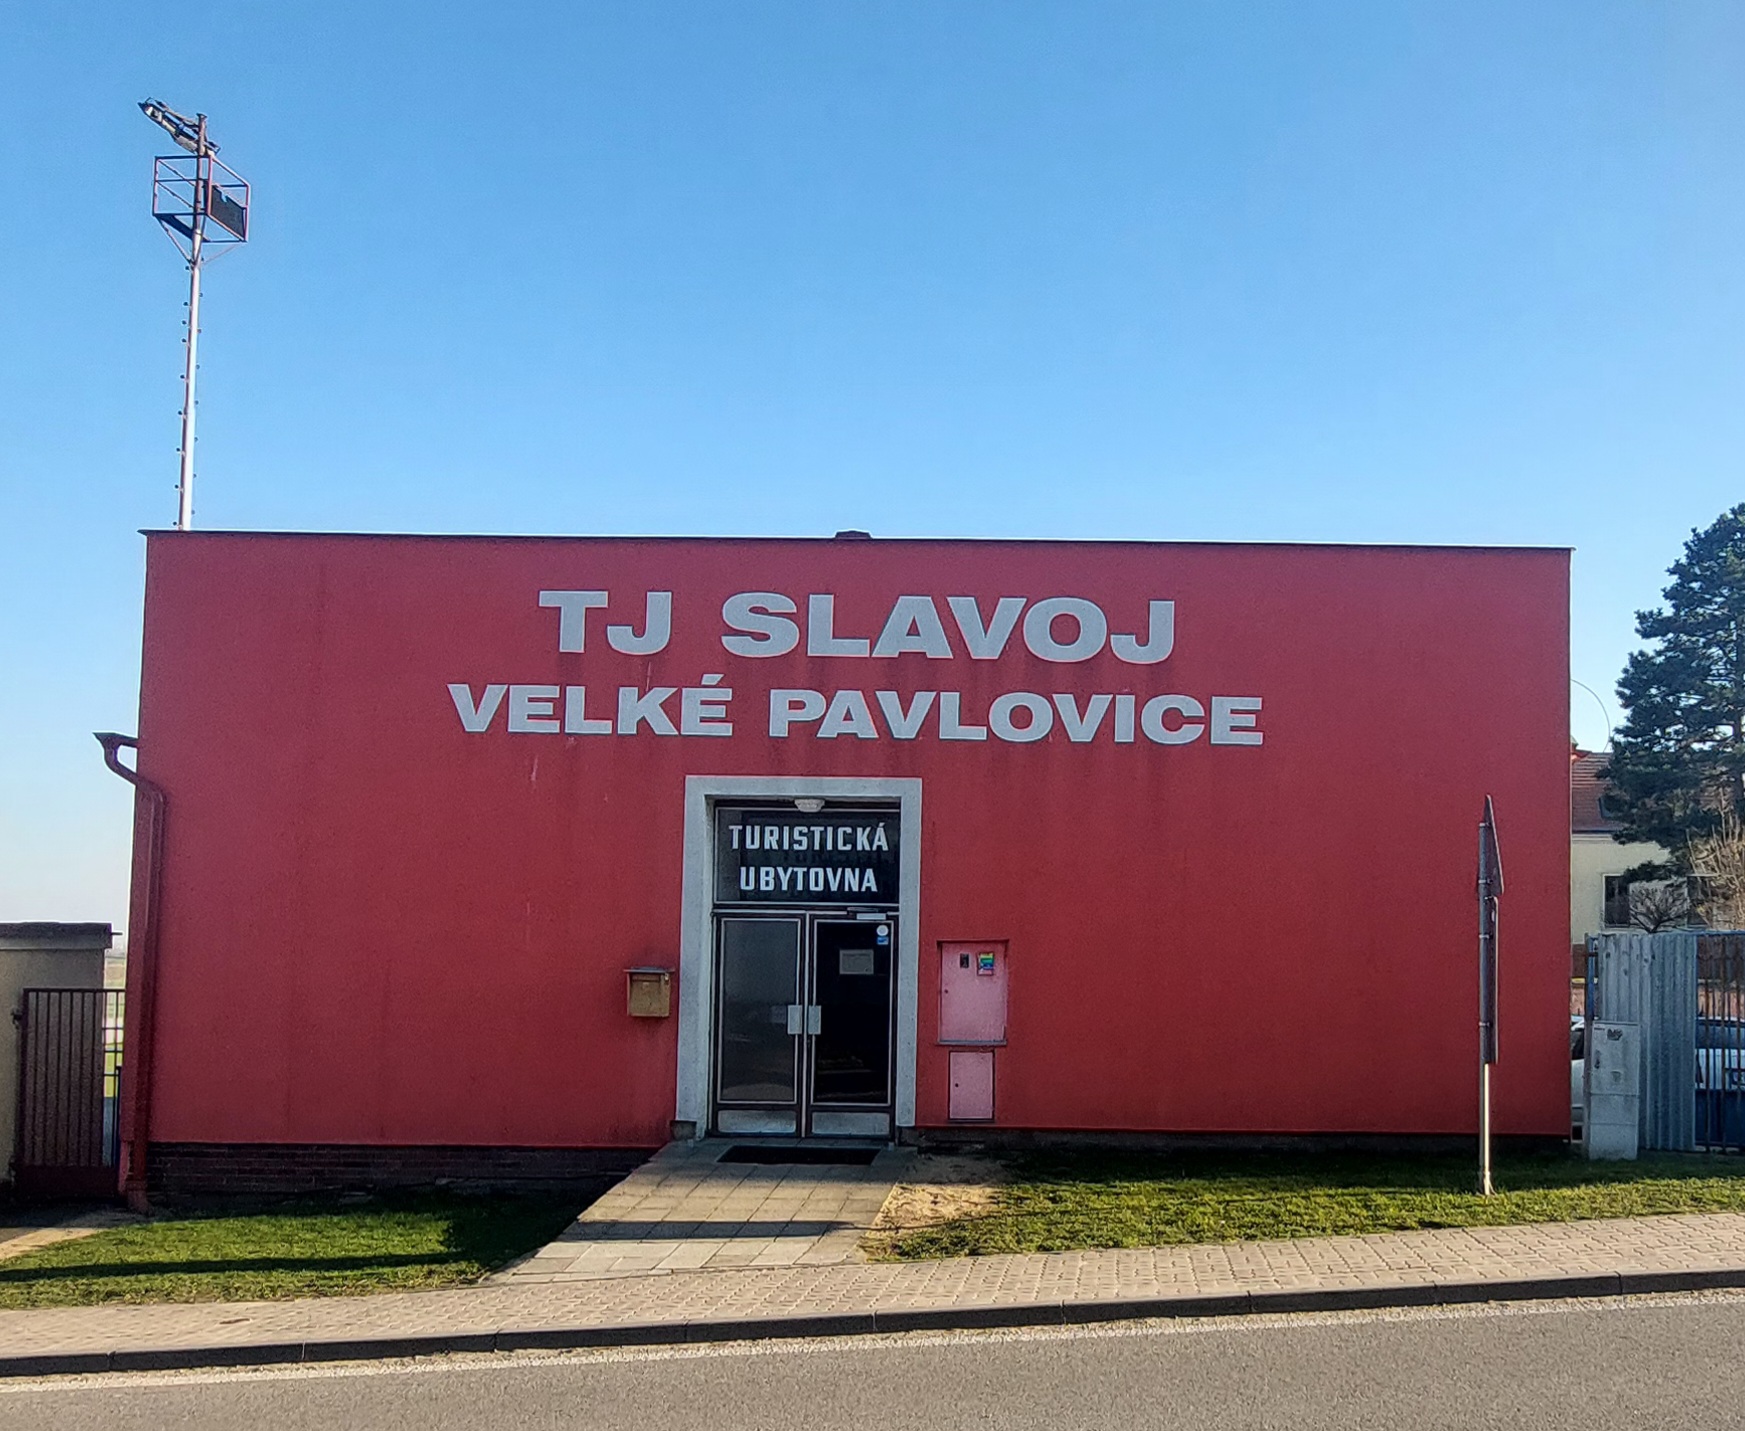 TJ SLAVOJ
VELKÉ PAVLOVICE
TURISTICKÁ
UBYTOVNA